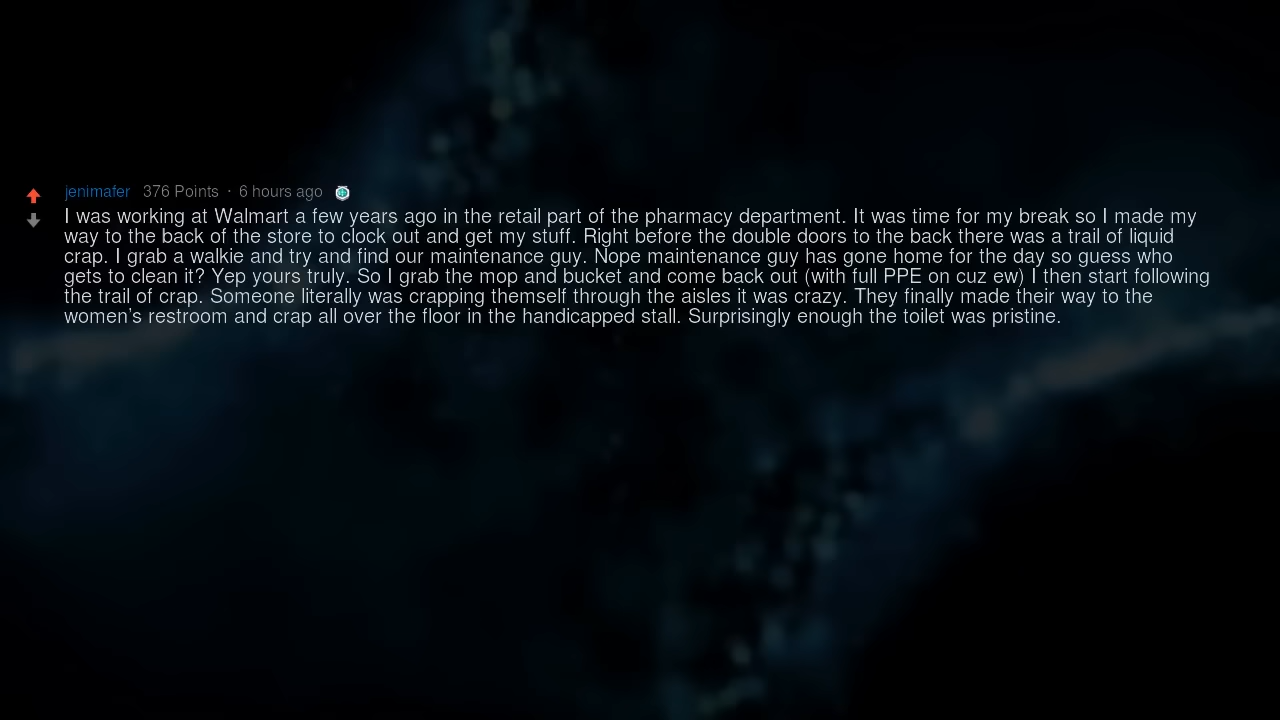 jenimafer 376 Points · 6 hours ago
I was working at Walmart a few years ago in the retail part of the pharmacy department. It was time for my break so I made my
way to the back of the store to clock out and get my stuff. Right before the double doors to the back there was a trail of liquid
crap. I grab a walkie and try and find our maintenance guy. Nope maintenance guy has gone home for the day so guess who
gets to clean it? Yep yours truly. So I grab the mop and bucket and come back out (with full PPE on cuz ew) I then start following
the trail of crap. Someone literally was crapping themself through the aisles it was crazy. They finally made their way to the
women's restroom and crap all over the floor in the handicapped stall. Surprisingly enough the toilet was pristine.